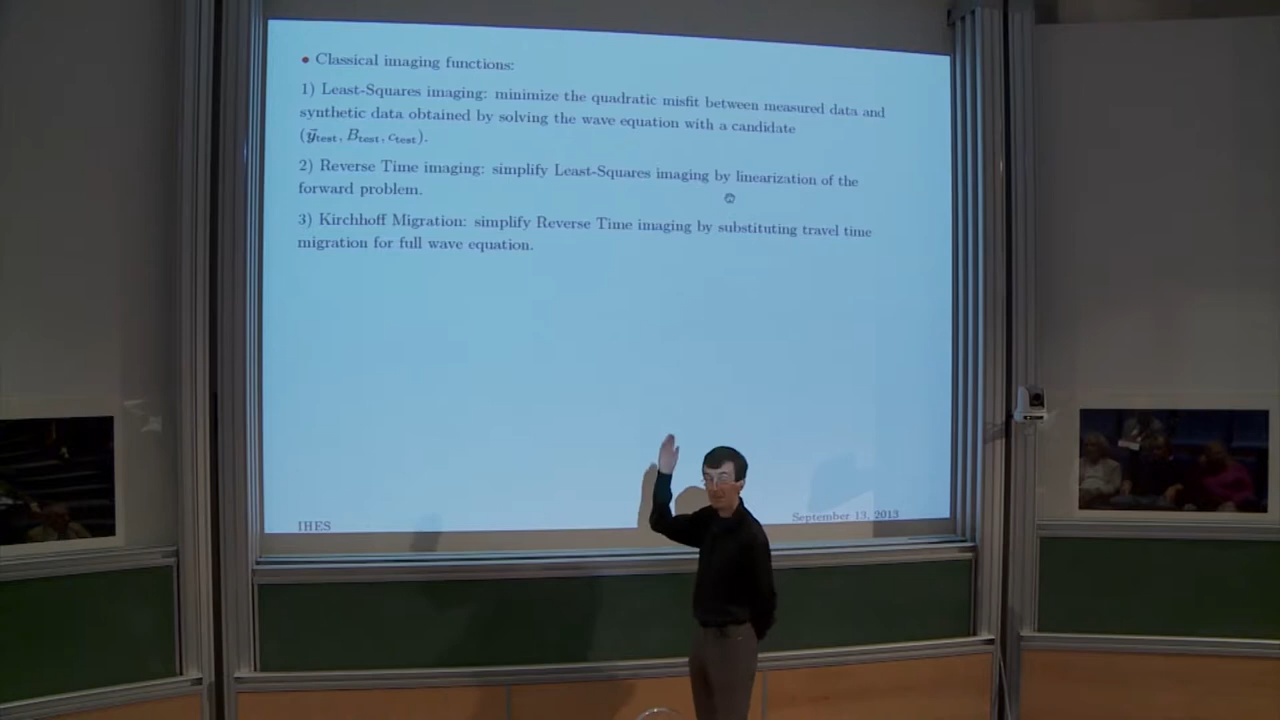 • Classical imaging functions:
1) Least-Squares imaging: minimize the quadratic misfit between measured data and
synthetic data obtained by solving the wave equation with a candidate
(y⃗test, Btest, ctest).
2) Reverse Time imaging: simplify Least-Squares imaging by linearization of the
forward problem.
3) Kirchhoff Migration: simplify Reverse Time imaging by substituting travel time
migration for full wave equation.
IHES
September 13, 2013